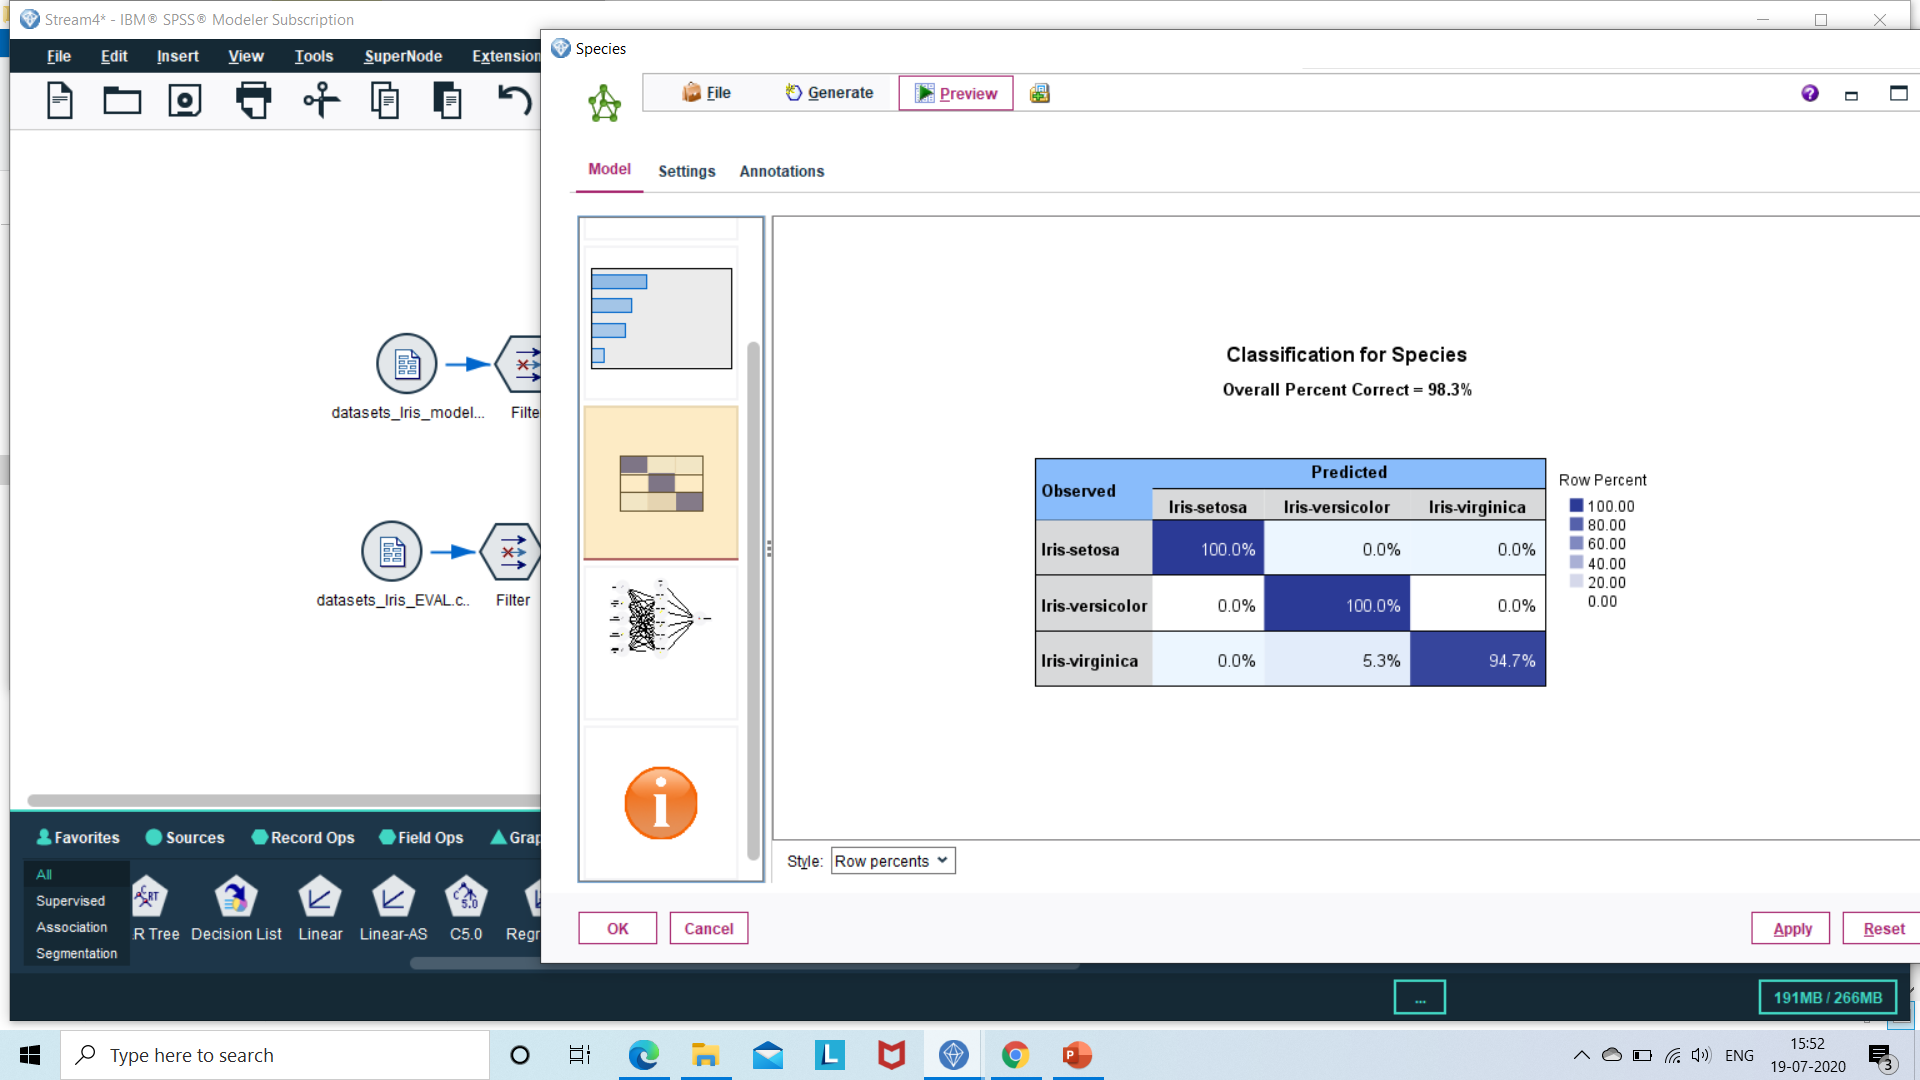 Stream4* - IBM® SPSS® Modeler Subscription
File Edit Insert View Tools SuperNode Extension
Species
File Generate Preview
Model Settings Annotations
datasets_Iris_model... Filte
datasets_Iris_EVAL.c.. Filter
Classification for Species
Overall Percent Correct = 98.3%
Observed Predicted
Iris-setosa Iris-versicolor Iris-virginica
Iris-setosa 100.0% 0.0% 0.0%
Iris-versicolor 0.0% 100.0% 0.0%
Iris-virginica 0.0% 5.3% 94.7%
Row Percent
100.00
80.00
60.00
40.00
20.00
0.00
Style: Row percents
OK Cancel Apply Reset
Favorites Sources Record Ops Field Ops Grap
All
Supervised
Association
Segmentation
R Tree Decision List Linear Linear-AS C5.0 Regr
... 191MB / 266MB
Type here to search
ENG
15:52
19-07-2020
3